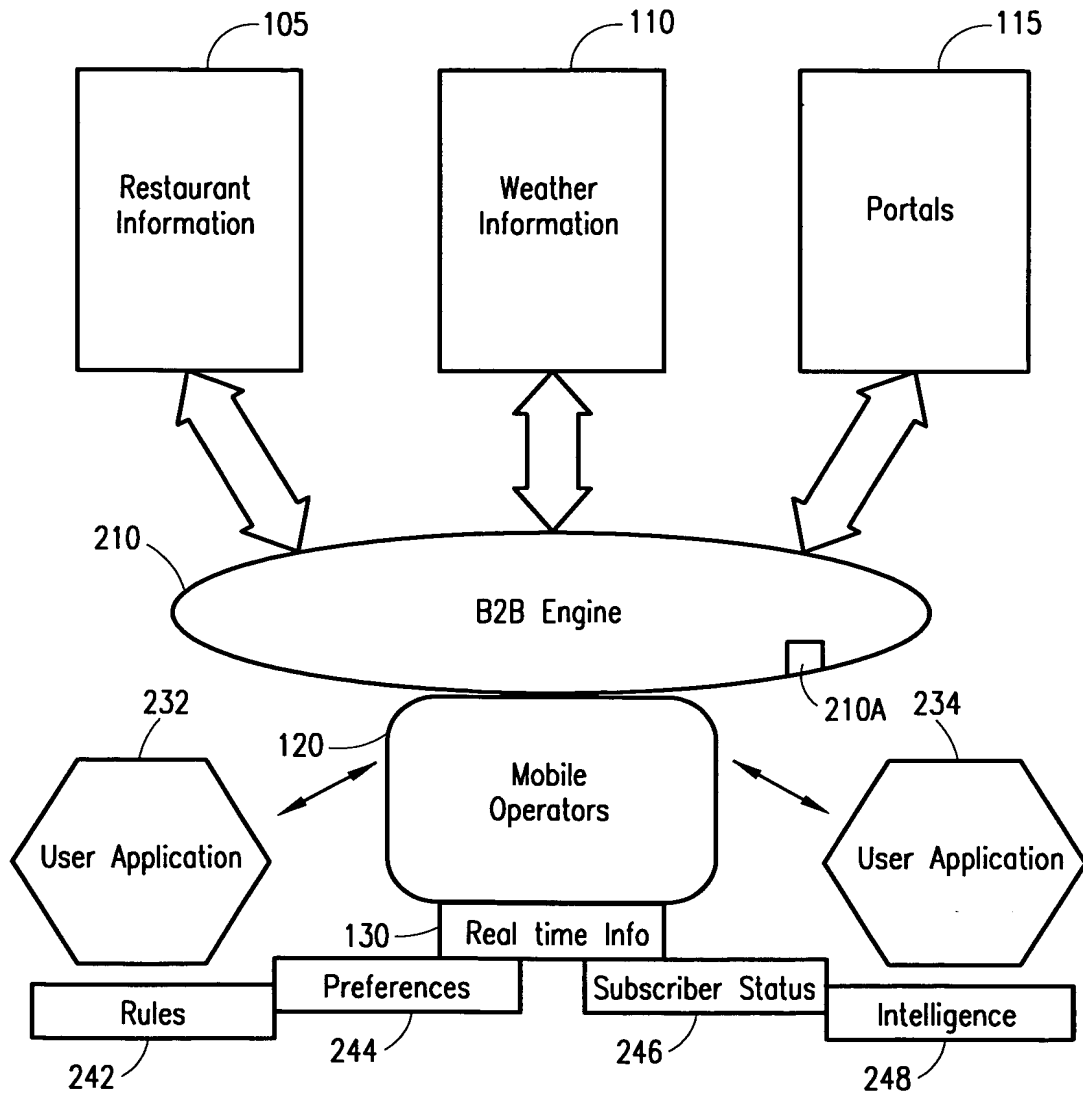 105
110
115
Restaurant
Information
Weather
Information
Portals
210
B2B Engine
210A
232
120
234
Mobile
Operators
User Application
User Application
130
Real time Info
Preferences
Subscriber Status
Rules
Intelligence
242
244
246
248